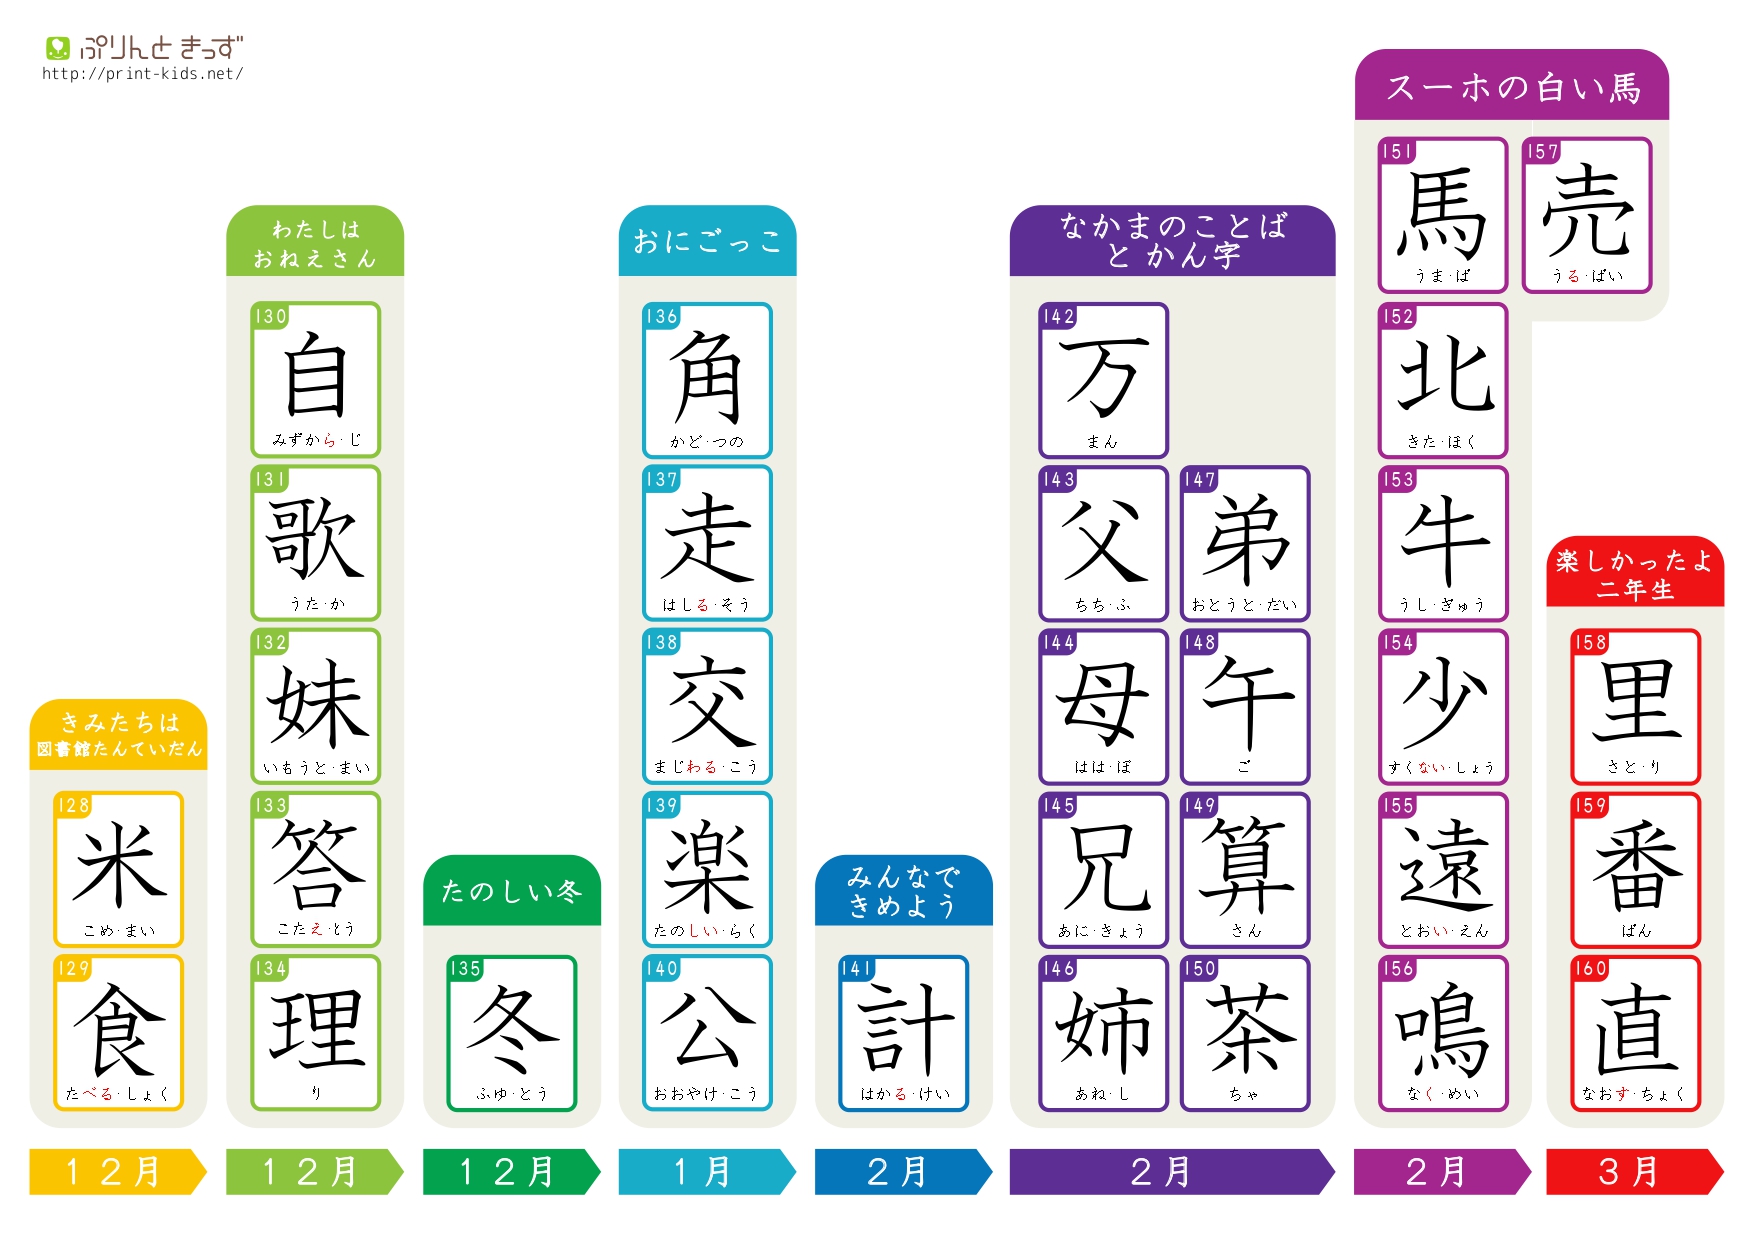 ぷりんときっず
http://print-kids.net/
きみたちは
図書館たんていだん
128
米
こめ・まい
129
食
たべる・しょく
12月
わたしは
おねえさん
130
自
みずから・じ
131
歌
うた・か
132
妹
いもうと・まい
133
答
こたえ・とう
134
理
り
12月
たのしい冬
135
冬
ふゆ・とう
12月
おにごっこ
136
角
かど・つの
137
走
はしる・そう
138
交
まじわる・こう
139
楽
たのしい・らく
140
公
おおやけ・こう
1月
みんなで
きめよう
141
計
はかる・けい
2月
なかまのことば
と かん字
142
万
まん
143
父
ちち・ふ
144
母
はは・ぼ
145
兄
あに・きょう
146
姉
あね・し
147
弟
おとうと・だい
148
午
ご
149
算
さん
150
茶
ちゃ
2月
スーホの白い馬
151
馬
うま・ば
152
北
きた・ほく
153
牛
うし・ぎゅう
154
少
すくない・しょう
155
遠
とおい・えん
156
鳴
なく・めい
157
売
うる・ばい
2月
楽しかったよ
二年生
158
里
さと・り
159
番
ばん
160
直
なおす・ちょく
3月